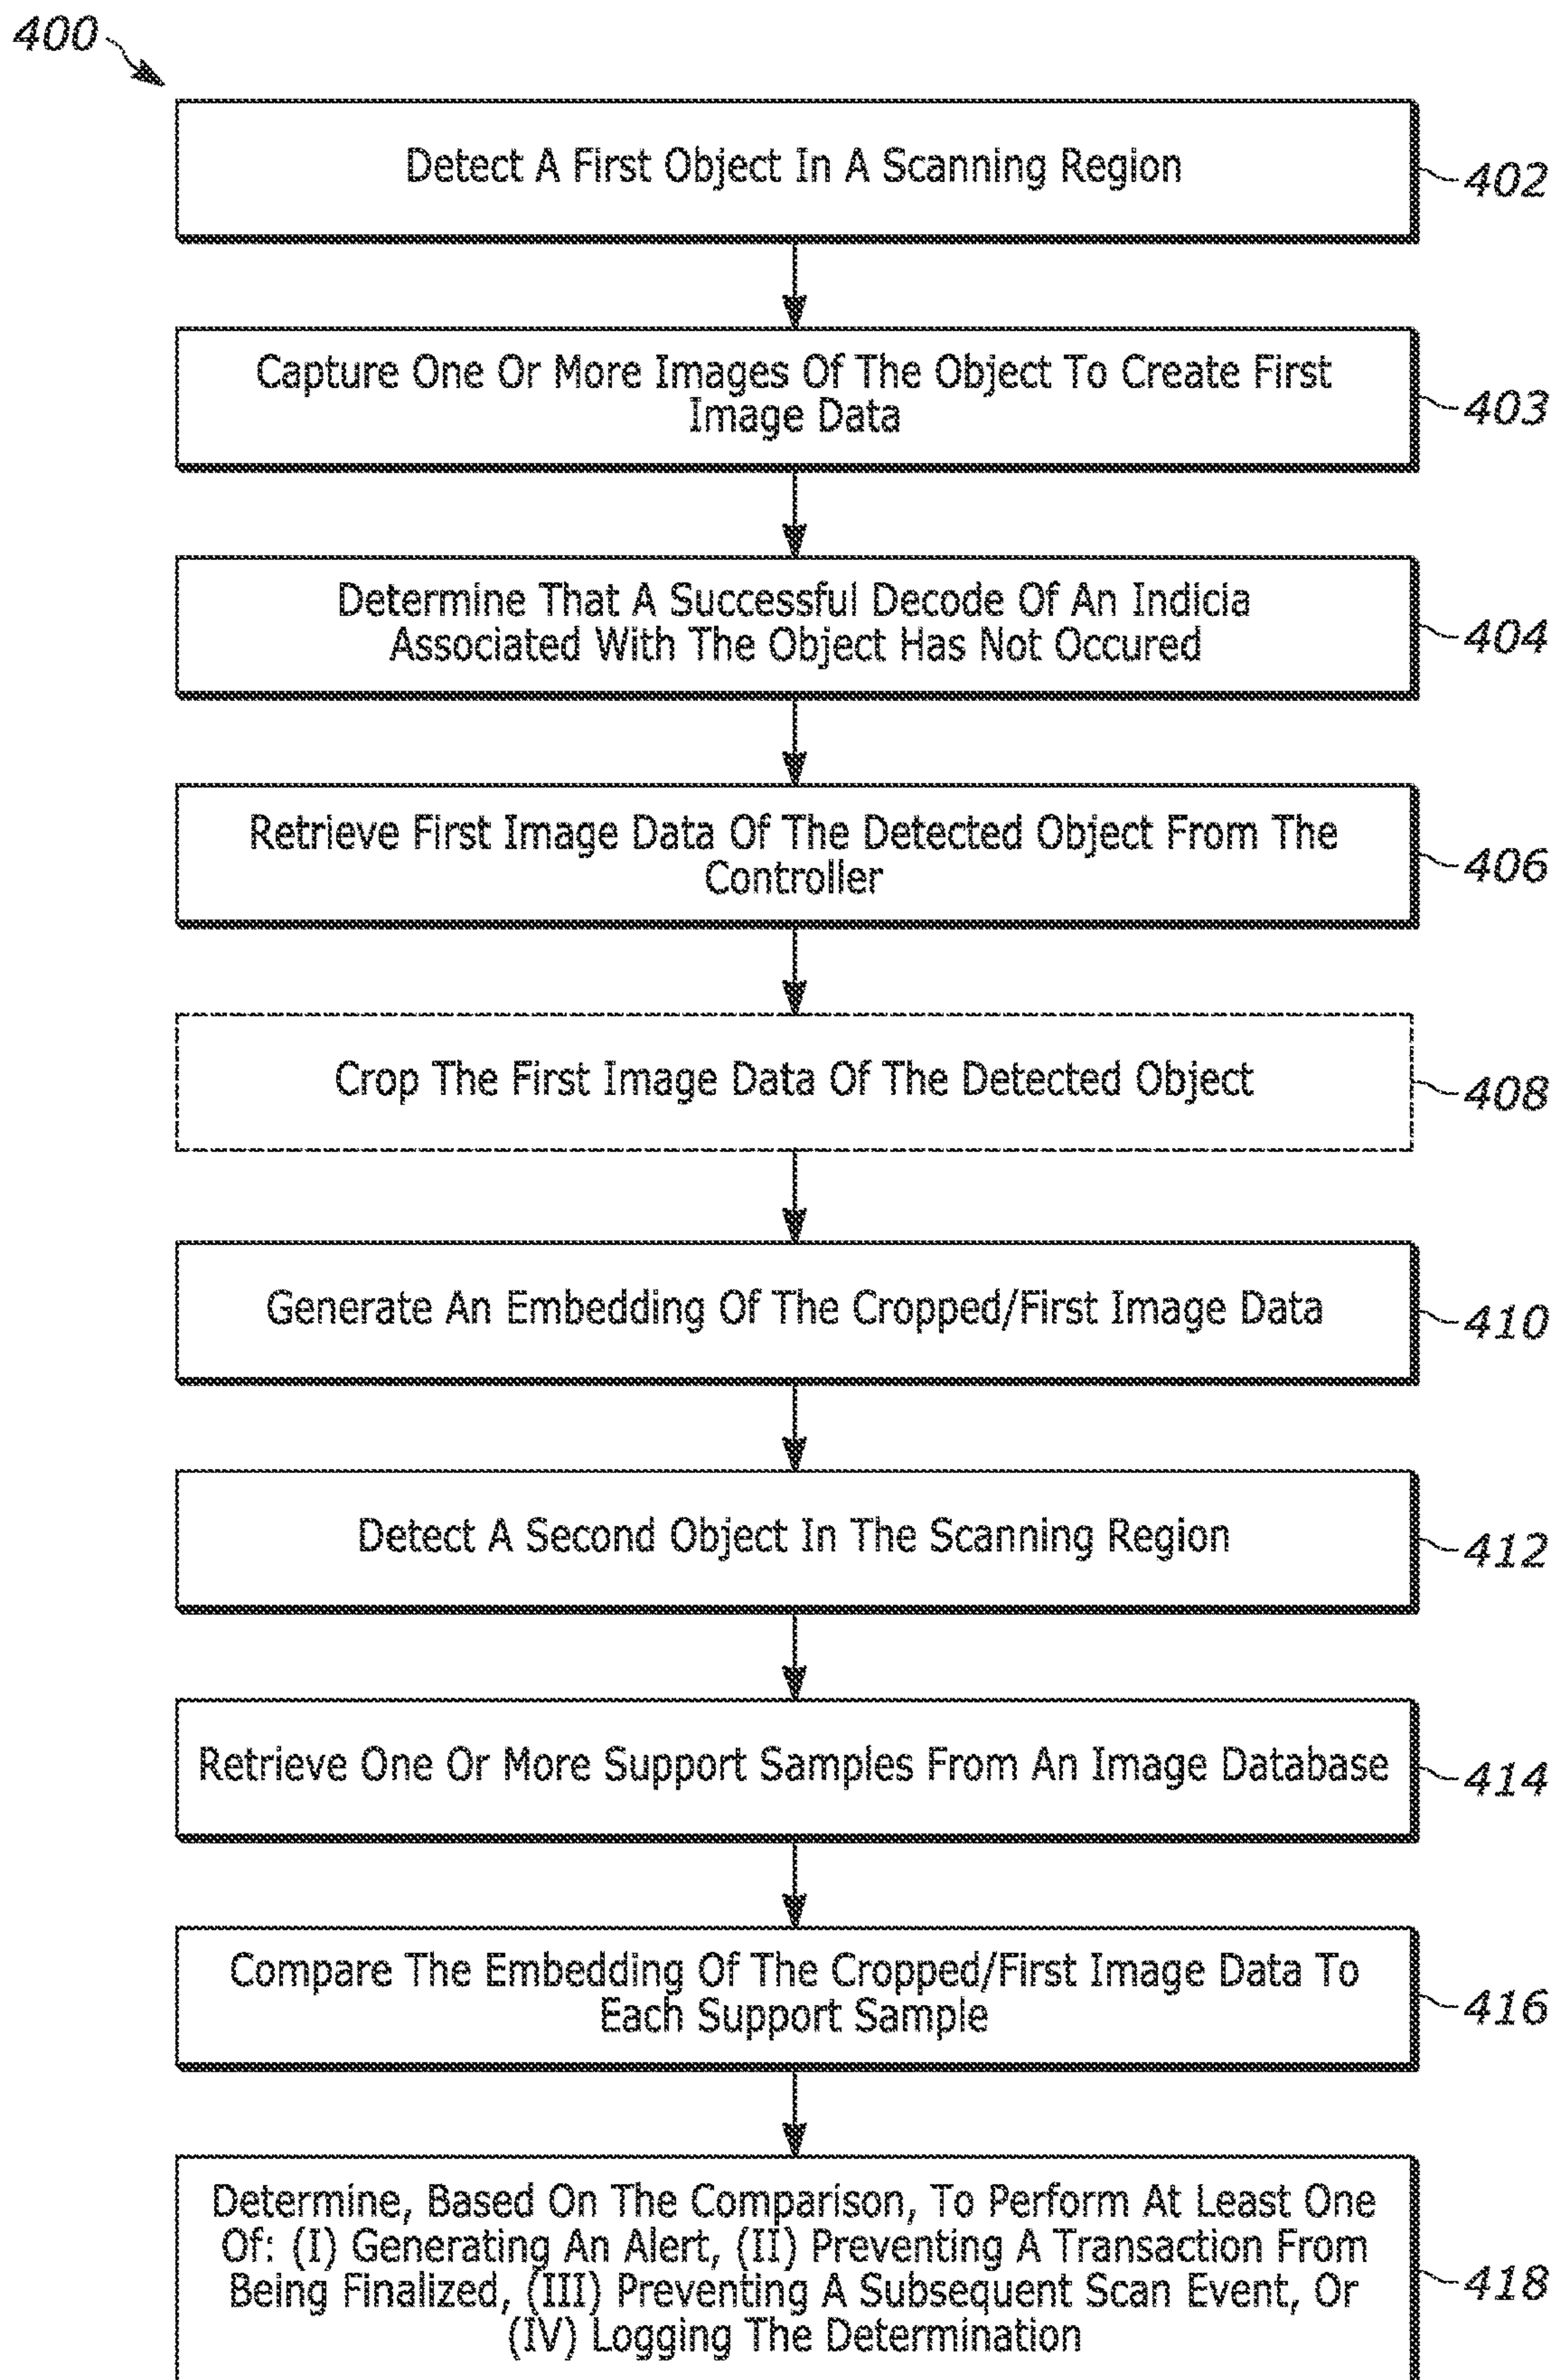 400
Detect A First Object In A Scanning Region
402
Capture One Or More Images Of The Object To Create First
Image Data
403
Determine That A Successful Decode Of An Indicia
Associated With The Object Has Not Occured
404
Retrieve First Image Data Of The Detected Object From The
Controller
406
Crop The First Image Data Of The Detected Object
408
Generate An Embedding Of The Cropped/First Image Data
410
Detect A Second Object In The Scanning Region
412
Retrieve One Or More Support Samples From An Image Database
414
Compare The Embedding Of The Cropped/First Image Data To
Each Support Sample
416
Determine, Based On The Comparison, To Perform At Least One
Of: (I) Generating An Alert, (II) Preventing A Transaction From
Being Finalized, (III) Preventing A Subsequent Scan Event, Or
(IV) Logging The Determination
418